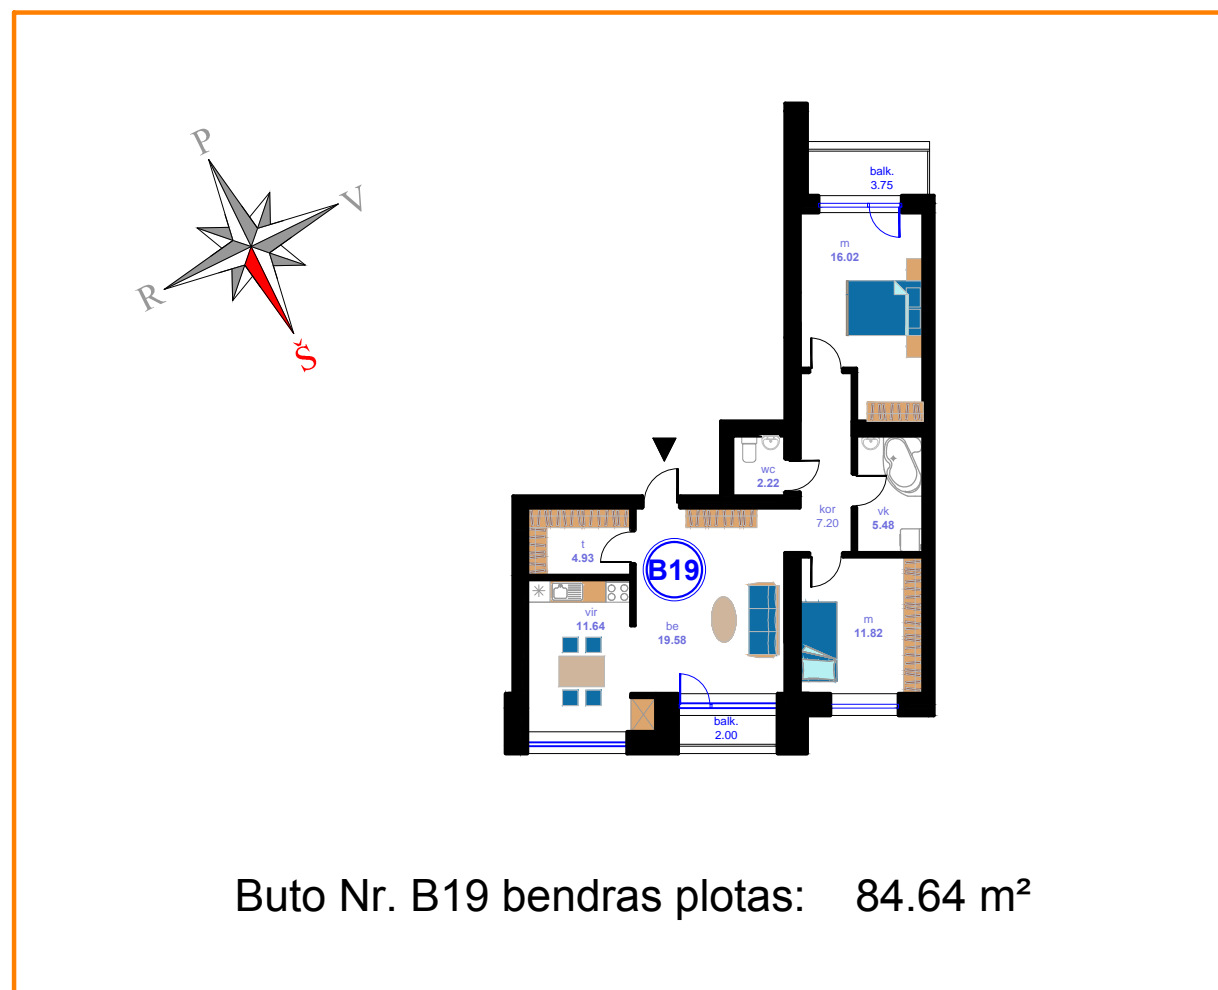 P
V
R
Š
balk.
3.75
m
16.02
wc
2.22
kor
7.20
vk
5.48
t
4.93
B19
vir
11.64
be
19.58
m
11.82
balk.
2.00
Buto Nr. B19 bendras plotas: 84.64 m²